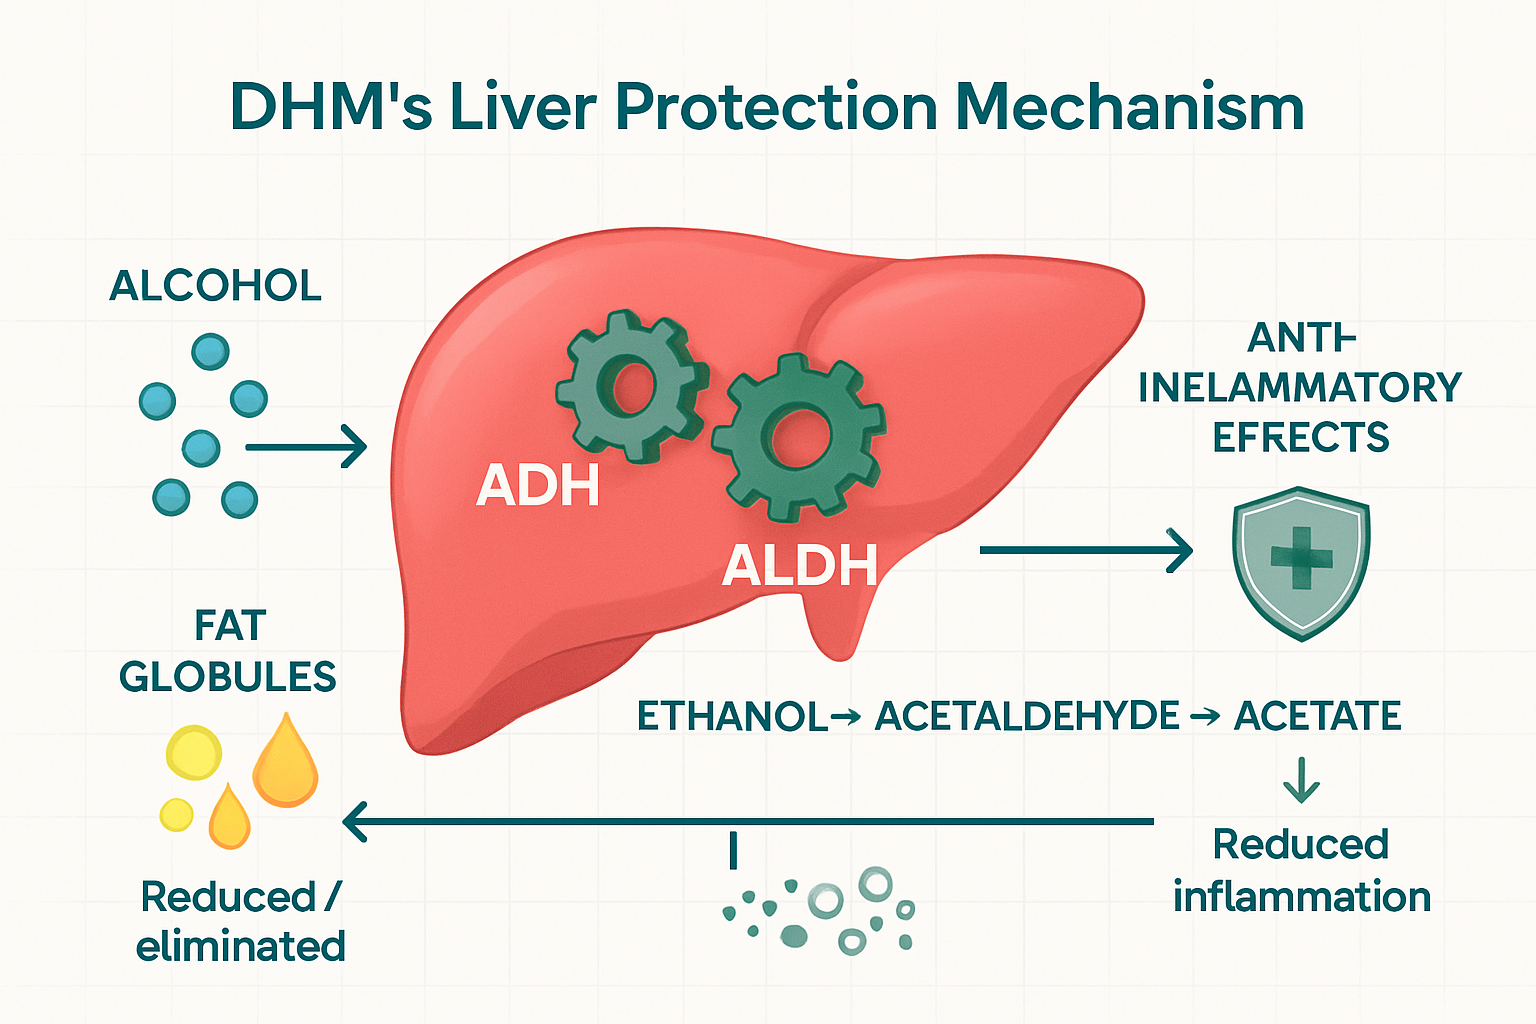 DHM's Liver Protection Mechanism
ALCOHOL
ADH
ALDH
ANTI-
INELAMMATORY
EFRECTS
FAT
GLOBULES
ETHANOL→ ACETALDEHYDE → ACETATE
Reduced
inflammation
Reduced /
eliminated